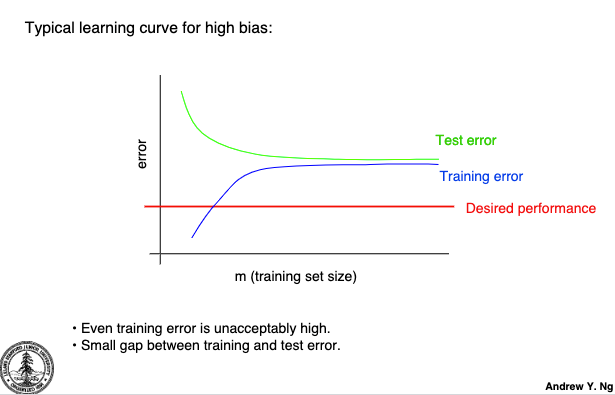 Typical learning curve for high bias:
error
Test error
Training error
Desired performance
m (training set size)
• Even training error is unacceptably high.
• Small gap between training and test error.
Andrew Y. Ng